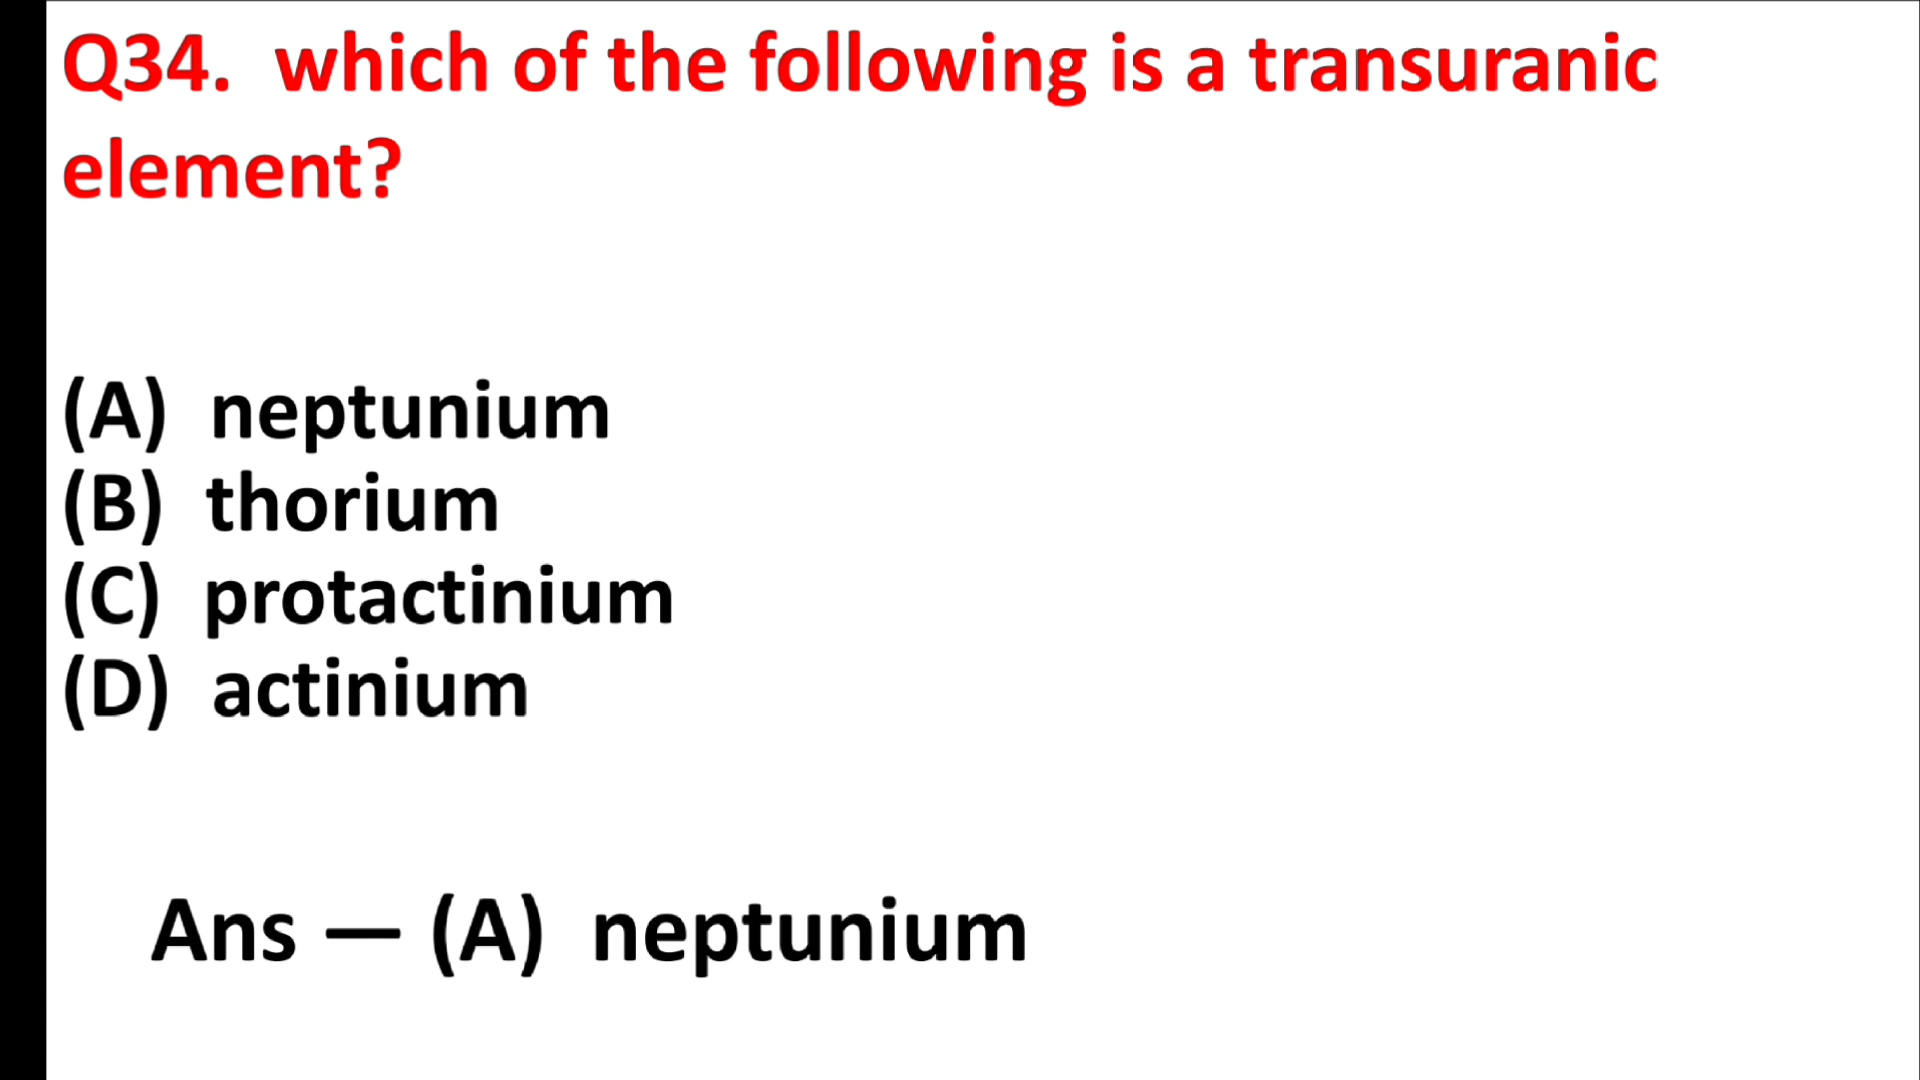 Q34. which of the following is a transuranic
element?
(A) neptunium
(B) thorium
(C) protactinium
(D) actinium
Ans — (A) neptunium